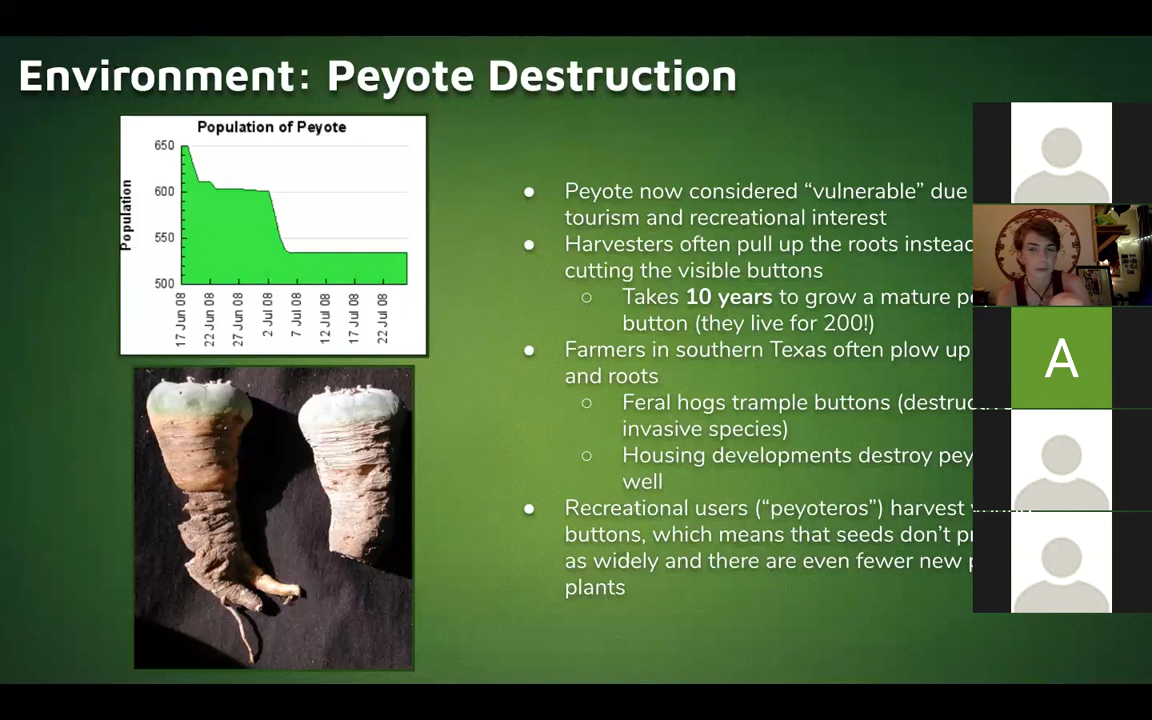 Environment: Peyote Destruction
Population of Peyote
Population
650
600
550
500
17 Jun 08
22 Jun 08
27 Jun 08
2 Jul 08
7 Jul 08
12 Jul 08
17 Jul 08
22 Jul 08
● Peyote now considered “vulnerable” due
tourism and recreational interest
● Harvesters often pull up the roots instead
cutting the visible buttons
○ Takes 10 years to grow a mature
button (they live for 200!)
● Farmers in southern Texas often plow up
and roots
○ Feral hogs trample buttons (destructive
invasive species)
○ Housing developments destroy
well
● Recreational users (“peyoteros”) harvest
buttons, which means that seeds don’t
as widely and there are even fewer new
plants
A